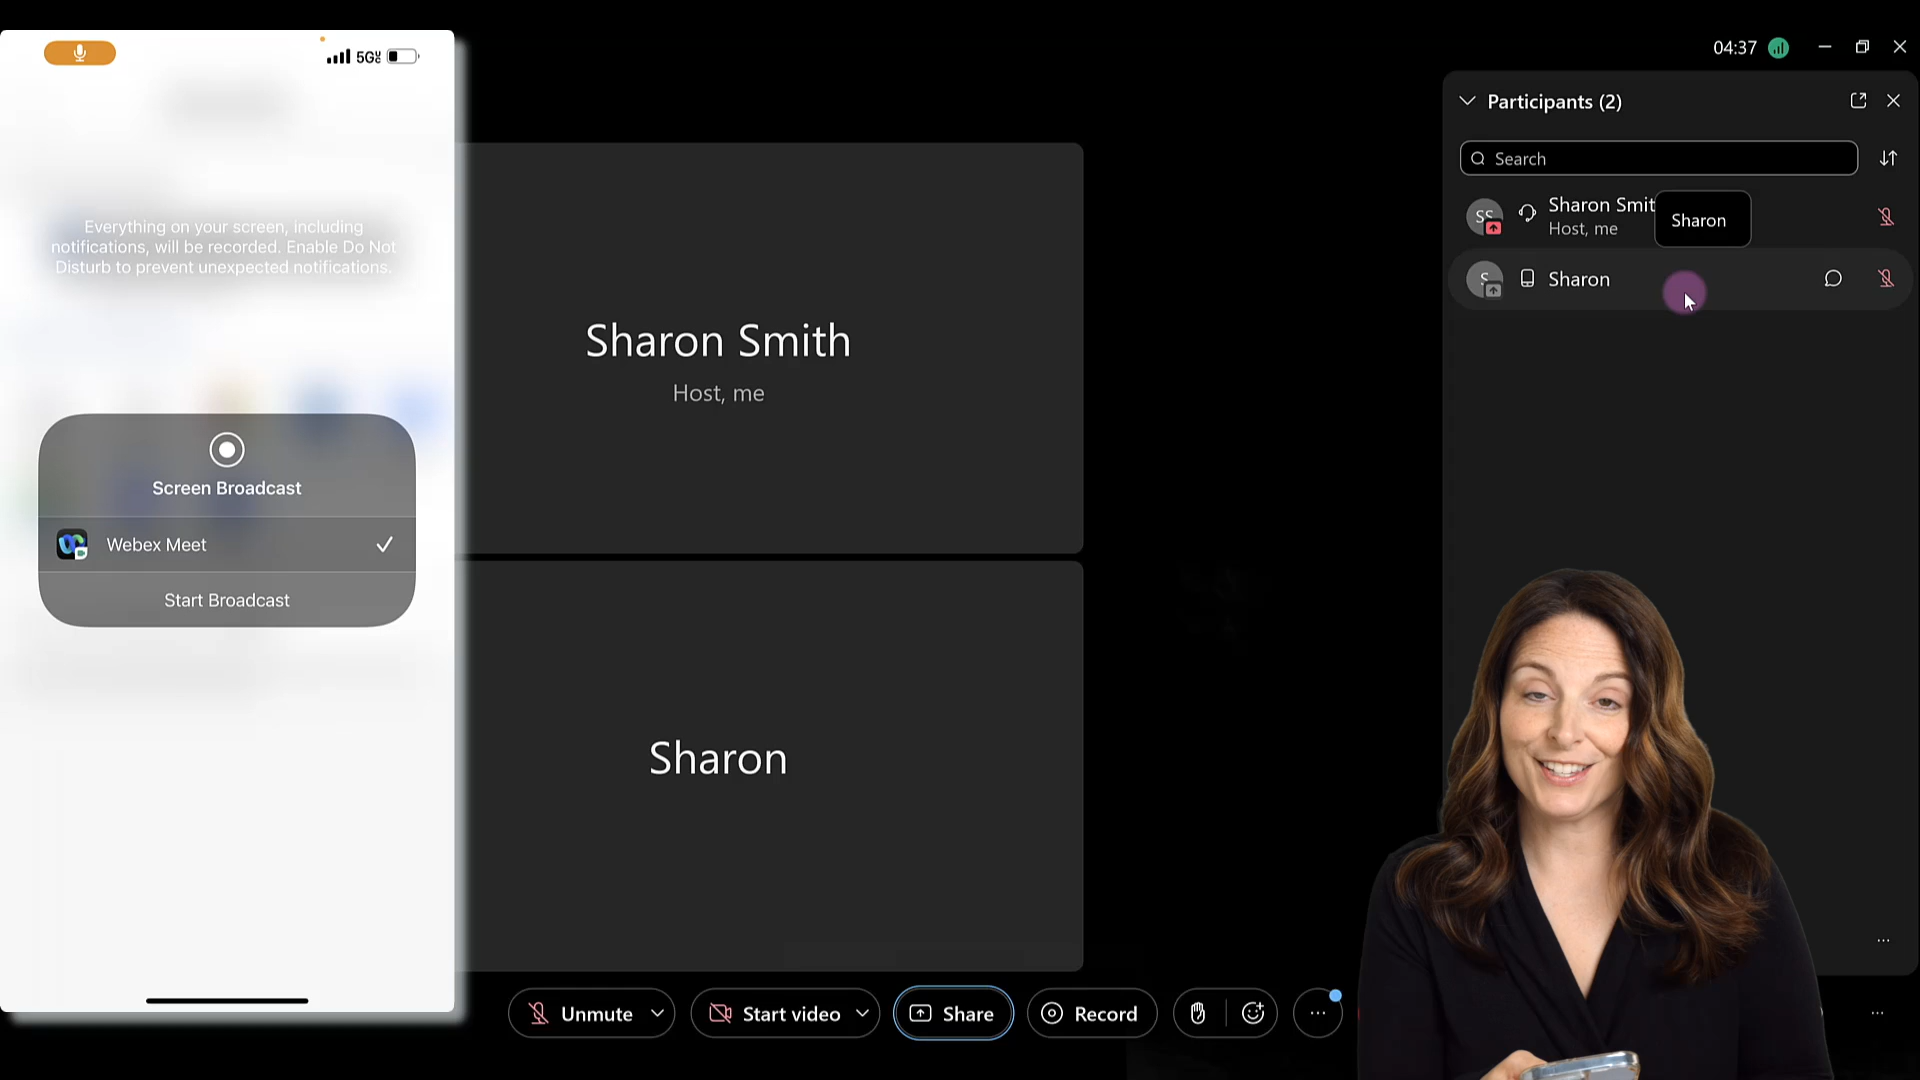 5G
Everything on your screen, including
notifications, will be recorded. Enable Do Not
Disturb to prevent unexpected notifications.
Screen Broadcast
Webex Meet
Start Broadcast
Sharon Smith
Host, me
Sharon
Unmute
Start video
Share
Record
04:37
Participants (2)
Search
SS
Sharon Smit
Host, me
Sharon
S
Sharon